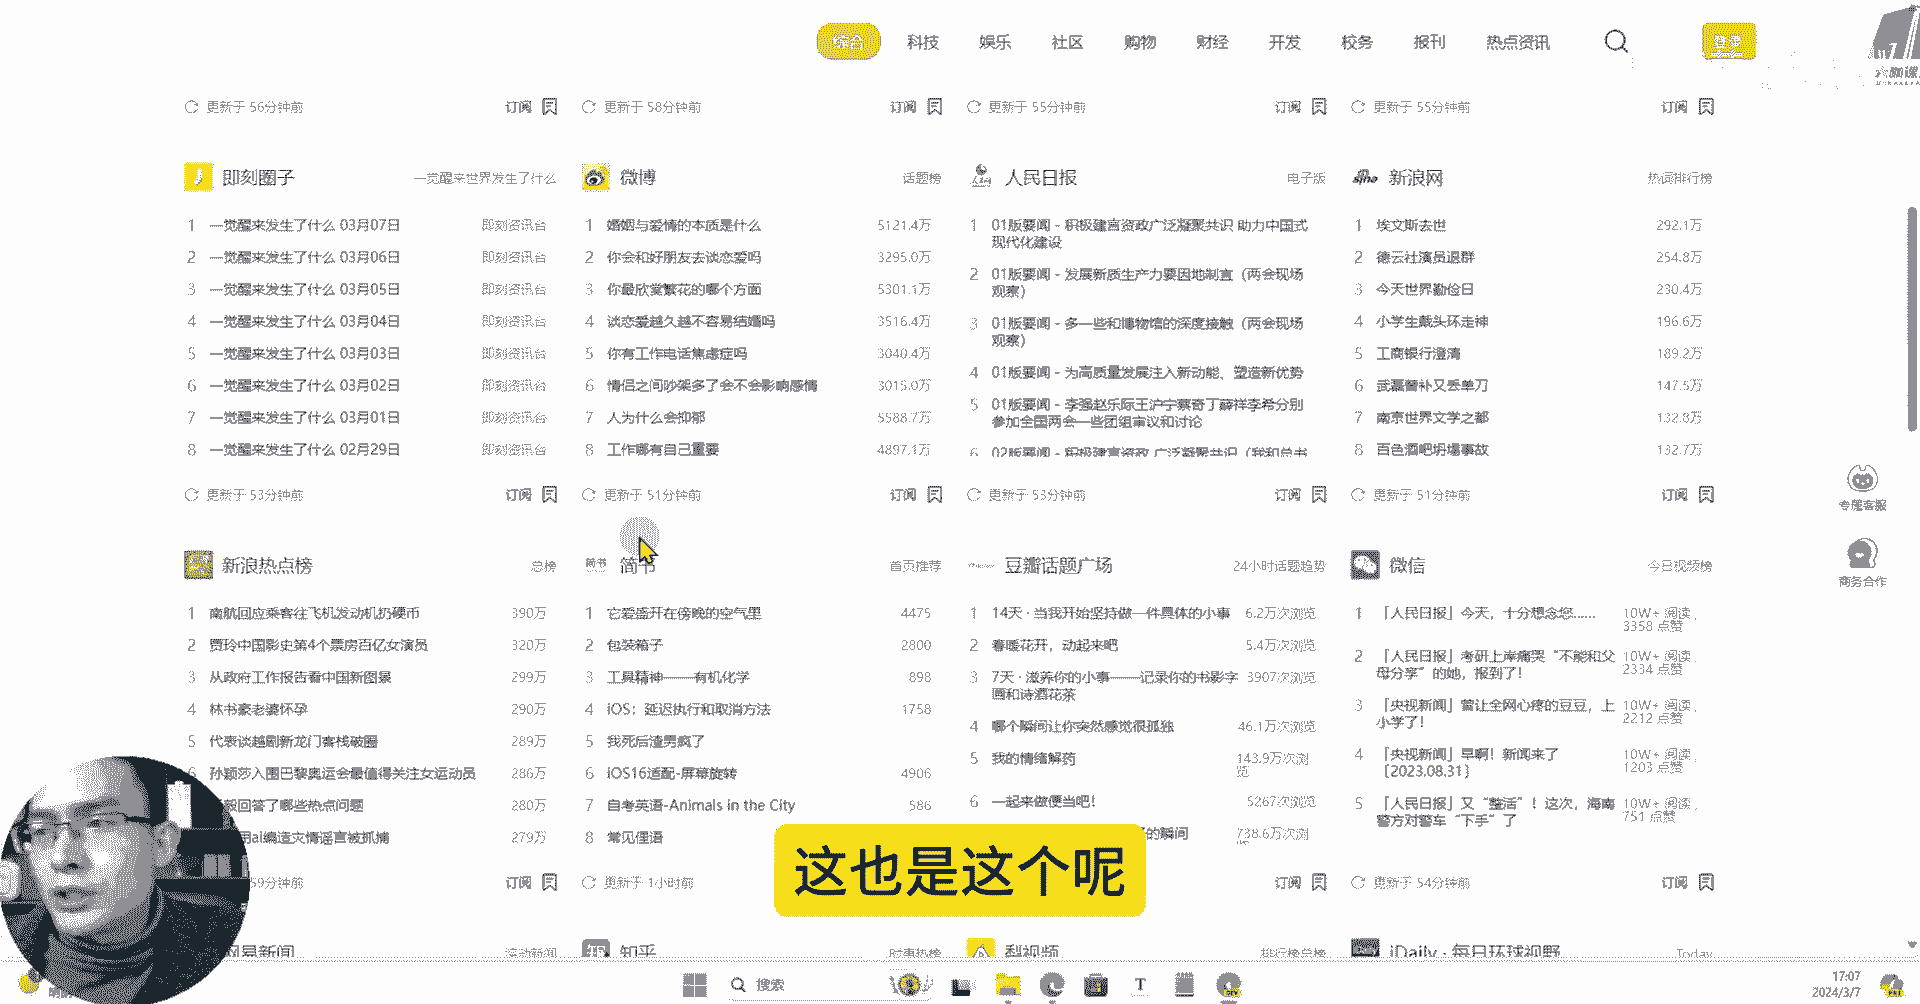 综合 科技 娱乐 社区 购物 财经 开发 校务 报刊 热点资讯 登录
更新于 56分钟前 订阅
更新于 58分钟前 订阅
更新于 55分钟前 订阅
更新于 55分钟前 订阅
即刻圈子 一觉醒来世界发生了什么
1 一觉醒来发生了什么 03月07日 即刻资讯台
2 一觉醒来发生了什么 03月06日 即刻资讯台
3 一觉醒来发生了什么 03月05日 即刻资讯台
4 一觉醒来发生了什么 03月04日 即刻资讯台
5 一觉醒来发生了什么 03月03日 即刻资讯台
6 一觉醒来发生了什么 03月02日 即刻资讯台
7 一觉醒来发生了什么 03月01日 即刻资讯台
8 一觉醒来发生了什么 02月29日 即刻资讯台
更新于 53分钟前 订阅
微博 话题榜
1 婚姻与爱情的本质是什么 5121.4万
2 你会和好朋友去谈恋爱吗 3295.0万
3 你最欣赏繁花的哪个方面 5301.1万
4 谈恋爱越久越不容易结婚吗 3516.4万
5 你有工作电话焦虑症吗 3040.4万
6 情侣之间吵架多了会不会影响感情 3015.0万
7 人为什么会抑郁 5588.7万
8 工作哪有自己重要 4897.1万
更新于 51分钟前 订阅
人民日报 电子版
1 01版要闻 - 积极建言资政广泛凝聚共识 助力中国式
现代化建设
2 01版要闻 - 发展新质生产力要因地制宜（两会现场
观察）
3 01版要闻 - 多一些和博物馆的深度接触（两会现场
观察）
4 01版要闻 - 为高质量发展注入新动能、塑造新优势
5 01版要闻 - 李强赵乐际王沪宁蔡奇丁薛祥李希分别
参加全国两会一些团组审议和讨论
6 02版要闻 - 积极建言资政 广泛凝聚共识（我和总书
更新于 53分钟前 订阅
sina 新浪网 热词排行榜
1 埃文斯去世 292.1万
2 德云社演员退群 254.8万
3 今天世界勤俭日 230.4万
4 小学生戴头环走神 196.6万
5 工商银行澄清 189.2万
6 武磊替补又丢单刀 147.5万
7 南京世界文学之都 132.8万
8 百色酒吧坍塌事故 132.7万
更新于 51分钟前 订阅
专属客服
商务合作
新浪热点榜 总榜
1 南航回应乘客往飞机发动机扔硬币 390万
2 贾玲中国影史第4个票房百亿女演员 320万
3 从政府工作报告看中国新图景 299万
4 林书豪老婆怀孕 290万
5 代表谈越剧新龙门客栈破圈 289万
6 孙颖莎入围巴黎奥运会最值得关注女运动员 286万
毅回答了哪些热点问题 280万
用ai编造灾情谣言被抓捕 279万
59分钟前 订阅
简书 简书 首页推荐
1 它爱盛开在傍晚的空气里 4475
2 包装箱子 2800
3 工具精神——有机化学 898
4 iOS：延迟执行和取消方法 1758
5 我死后渣男疯了
6 iOS16适配-屏幕旋转 4906
7 自考英语-Animals in the City 586
8 常见俚语
更新于 1小时前
豆瓣话题广场 24小时话题趋势
1 14天 · 当我开始坚持做一件具体的小事 6.2万次浏览
2 春暖花开，动起来吧 5.4万次浏览
3 7天 · 滋养你的小事——记录你的书影字 3907次浏览
画和诗酒花茶
4 哪个瞬间让你突然感觉很孤独 46.1万次浏览
5 我的情绪解药 143.9万次浏
览
6 一起来做便当吧！ 5267次浏览
的瞬间 738.6万次浏
订阅
微信 今日视频榜
1 「人民日报」今天，十分想念您…… 10W+ 阅读 ,
3358 点赞
2 「人民日报」考研上岸痛哭“不能和父
母分享”的她，报到了！ 10W+ 阅读 ,
2334 点赞
3 「央视新闻」曾让全网心疼的豆豆，上
小学了！ 10W+ 阅读 ,
2212 点赞
4 「央视新闻」早啊！新闻来了
〔2023.08.31〕 10W+ 阅读 ,
1203 点赞
5 「人民日报」又“整活”！这次，海南
警方对警车“下手”了 10W+ 阅读 ,
751 点赞
更新于 54分钟前 订阅
这也是这个呢
网易新闻 滚动新闻
知乎 时事热榜
梨视频 排行榜总榜
iDaily · 每日环球视野 Today
搜索
17:07
2024/3/7